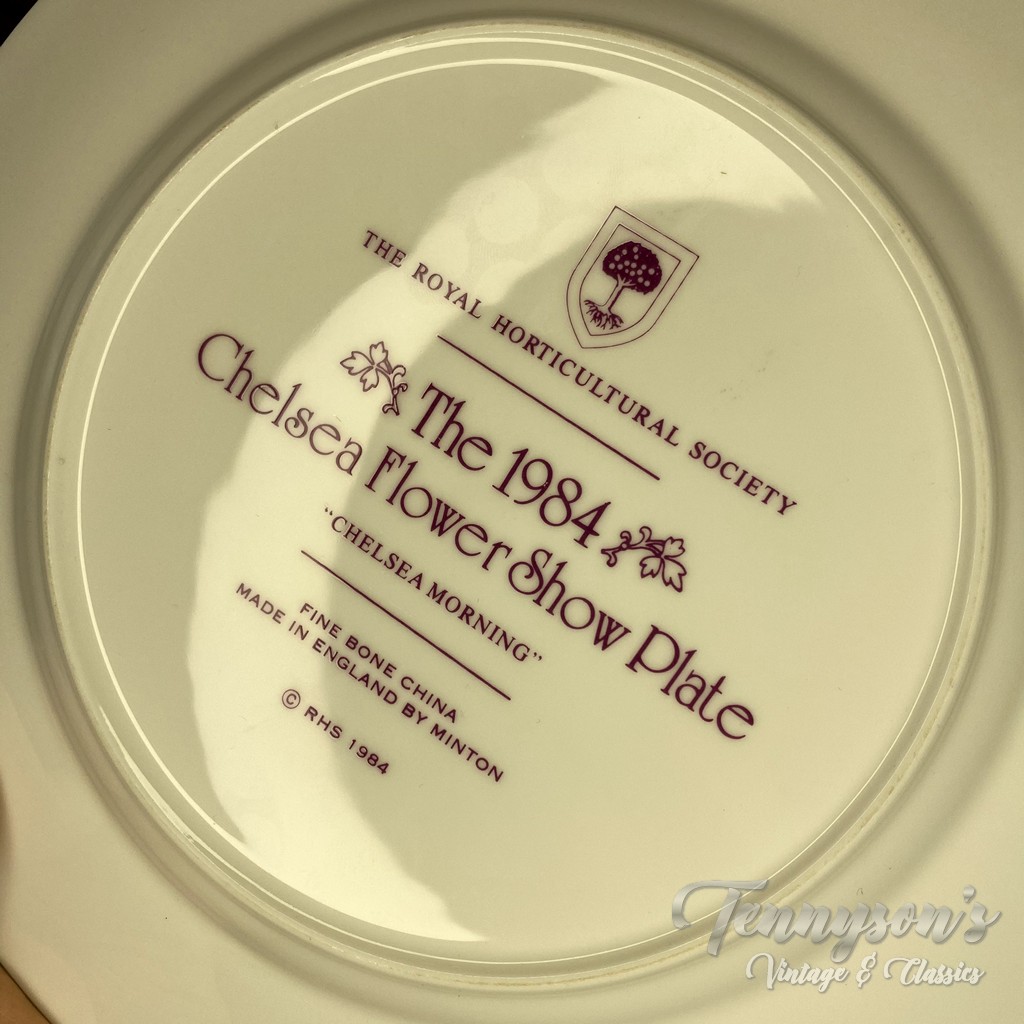 THE ROYAL HORTICULTURAL SOCIETY
The 1984
Chelsea Flower Show Plate
“CHELSEA MORNING”
FINE BONE CHINA
MADE IN ENGLAND BY MINTON
© RHS 1984
Tennyson's
Vintage & Classics